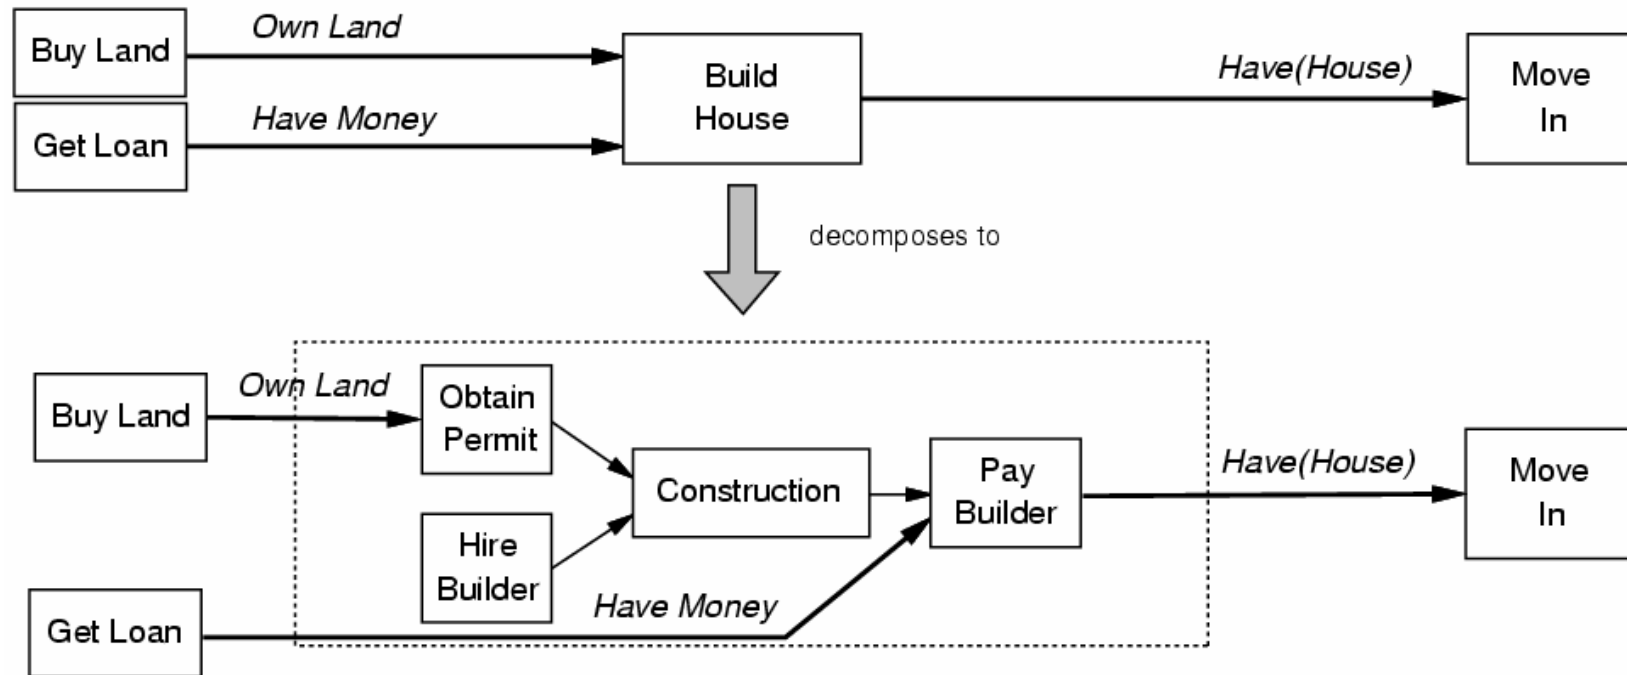 Buy Land
Own Land
Get Loan
Have Money
Build
House
Have(House)
Move
In
decomposes to
Buy Land
Own Land
Obtain
Permit
Hire
Builder
Construction
Get Loan
Have Money
Pay
Builder
Have(House)
Move
In